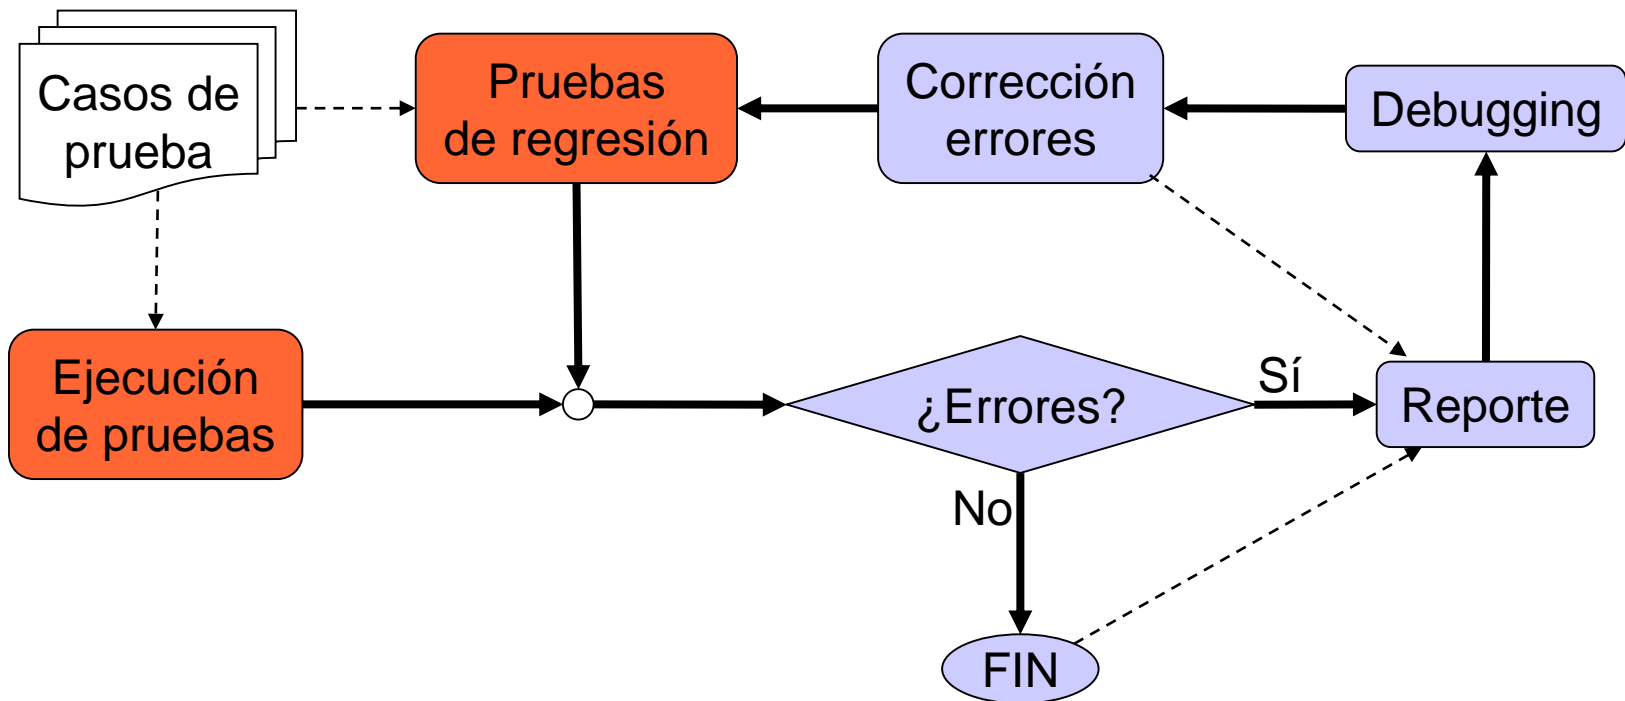 Casos de
prueba
Pruebas
de regresión
Corrección
errores
Debugging
Ejecución
de pruebas
¿Errores?
Sí
Reporte
No
FIN